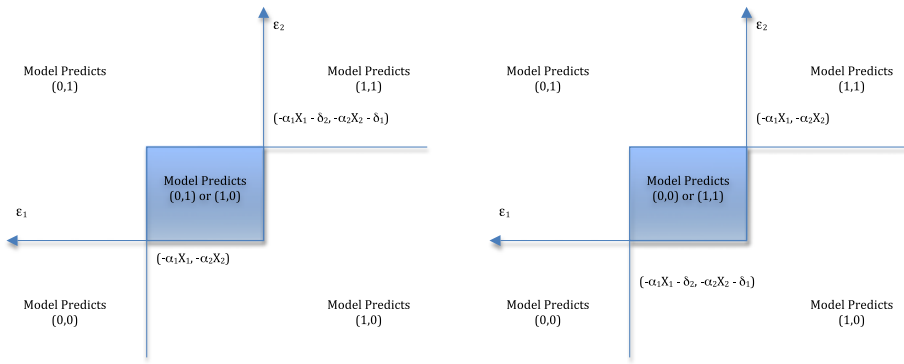 ε₂
Model Predicts
(0,1)
Model Predicts
(1,1)
(-α₁X₁ - δ₂, -α₂X₂ - δ₁)
Model Predicts
(0,1) or (1,0)
ε₁
(-α₁X₁, -α₂X₂)
Model Predicts
(0,0)
Model Predicts
(1,0)
ε₂
Model Predicts
(0,1)
Model Predicts
(1,1)
(-α₁X₁, -α₂X₂)
Model Predicts
(0,0) or (1,1)
ε₁
(-α₁X₁ - δ₂, -α₂X₂ - δ₁)
Model Predicts
(0,0)
Model Predicts
(1,0)